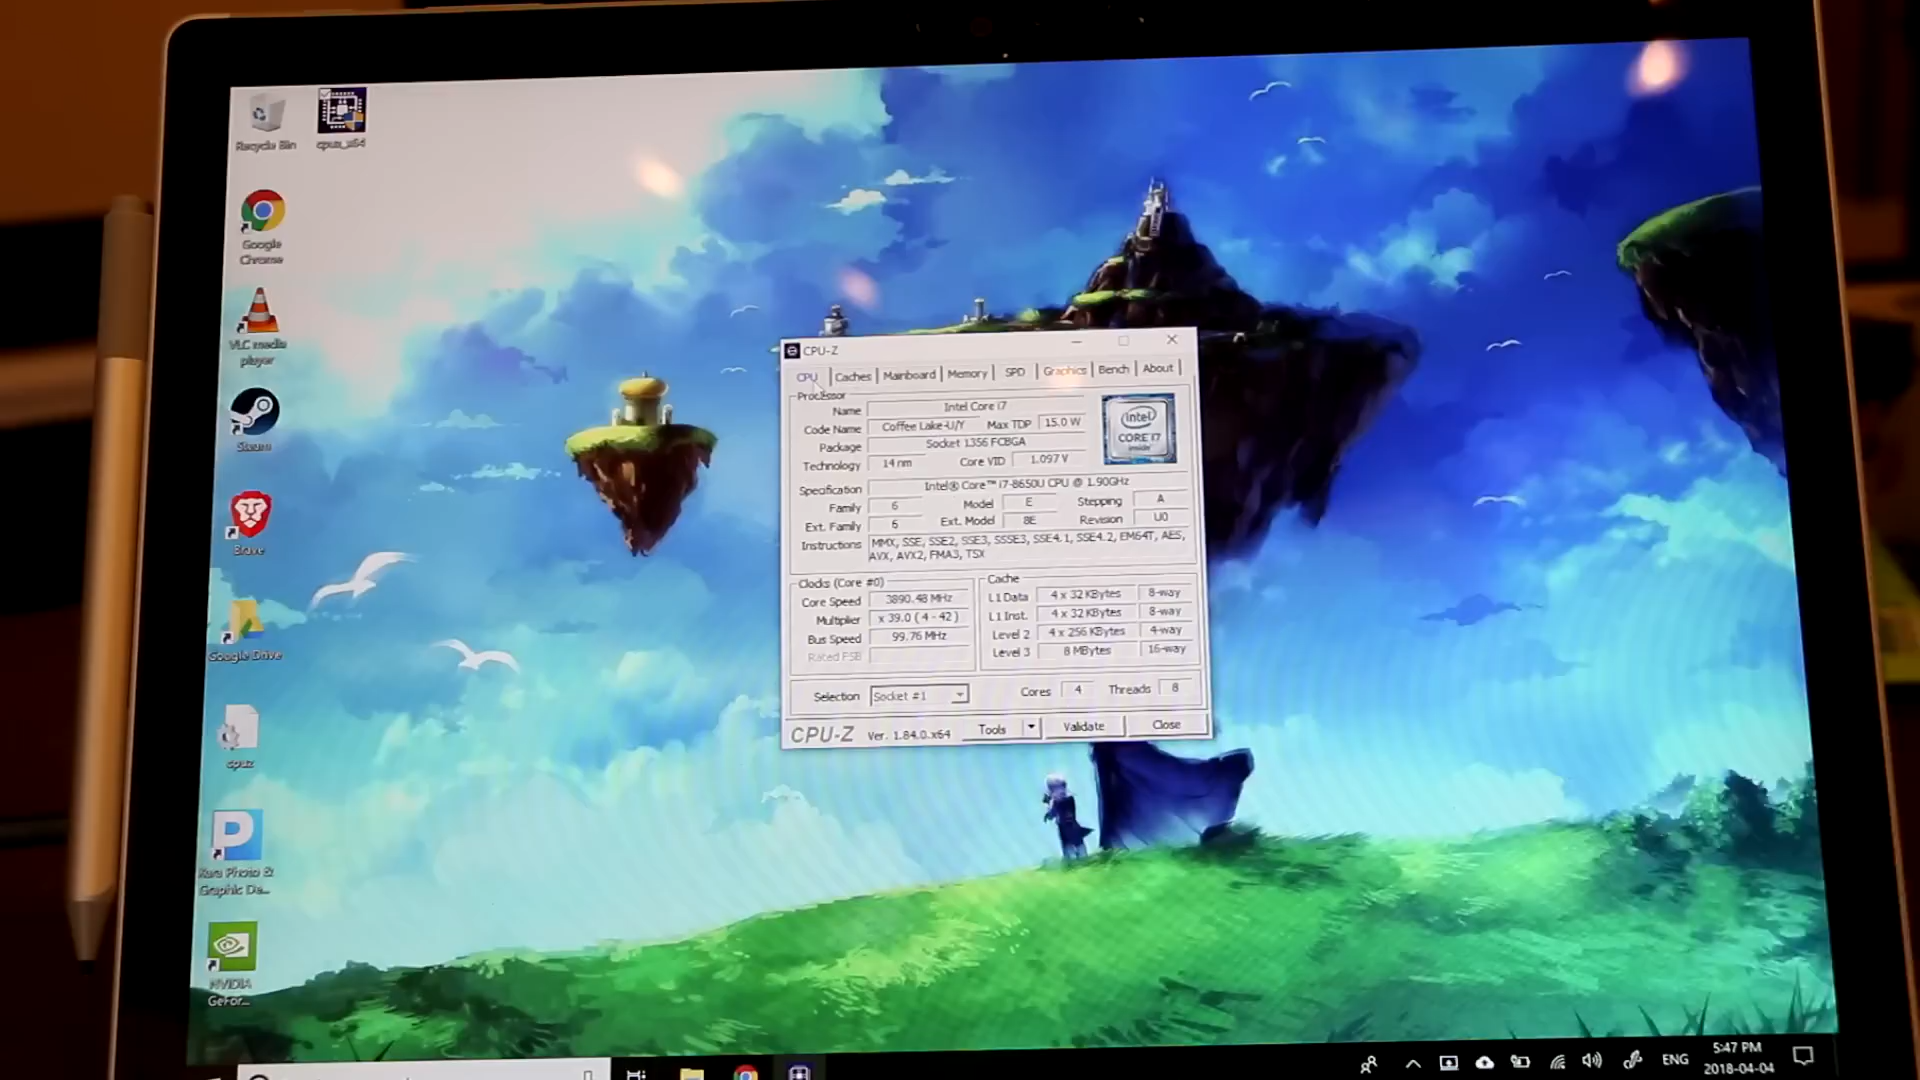 Recycle Bin
cpuz_x64
Google
Chrome
VLC media
player
Steam
Brave
Google Drive
cpuz
Graphic De...
NVIDIA
GeFor...
CPU-Z
CPU Caches Mainboard Memory SPD Graphics Bench About
Processor
Name Intel Core i7
Code Name Coffee Lake-U/Y Max TDP 15.0 W
Package Socket 1356 FCBGA
Technology 14 nm Core VID 1.097 V
Specification Intel® Core™ i7-8650U CPU @ 1.90GHz
Family 6 Model E Stepping A
Ext. Family 6 Ext. Model 8E Revision U0
Instructions MMX, SSE, SSE2, SSE3, SSSE3, SSE4.1, SSE4.2, EM64T, AES,
AVX, AVX2, FMA3, TSX
intel
CORE i7
inside
Clocks (Core #0)
Core Speed 3890.48 MHz
Multiplier x 39.0 ( 4 - 42 )
Bus Speed 99.76 MHz
Rated FSB
Cache
L1 Data 4 x 32 KBytes 8-way
L1 Inst. 4 x 32 KBytes 8-way
Level 2 4 x 256 KBytes 4-way
Level 3 8 MBytes 16-way
Selection Socket #1 Cores 4 Threads 8
CPU-Z Ver. 1.84.0.x64 Tools Validate Close
ENG
5:47 PM
2018-04-04